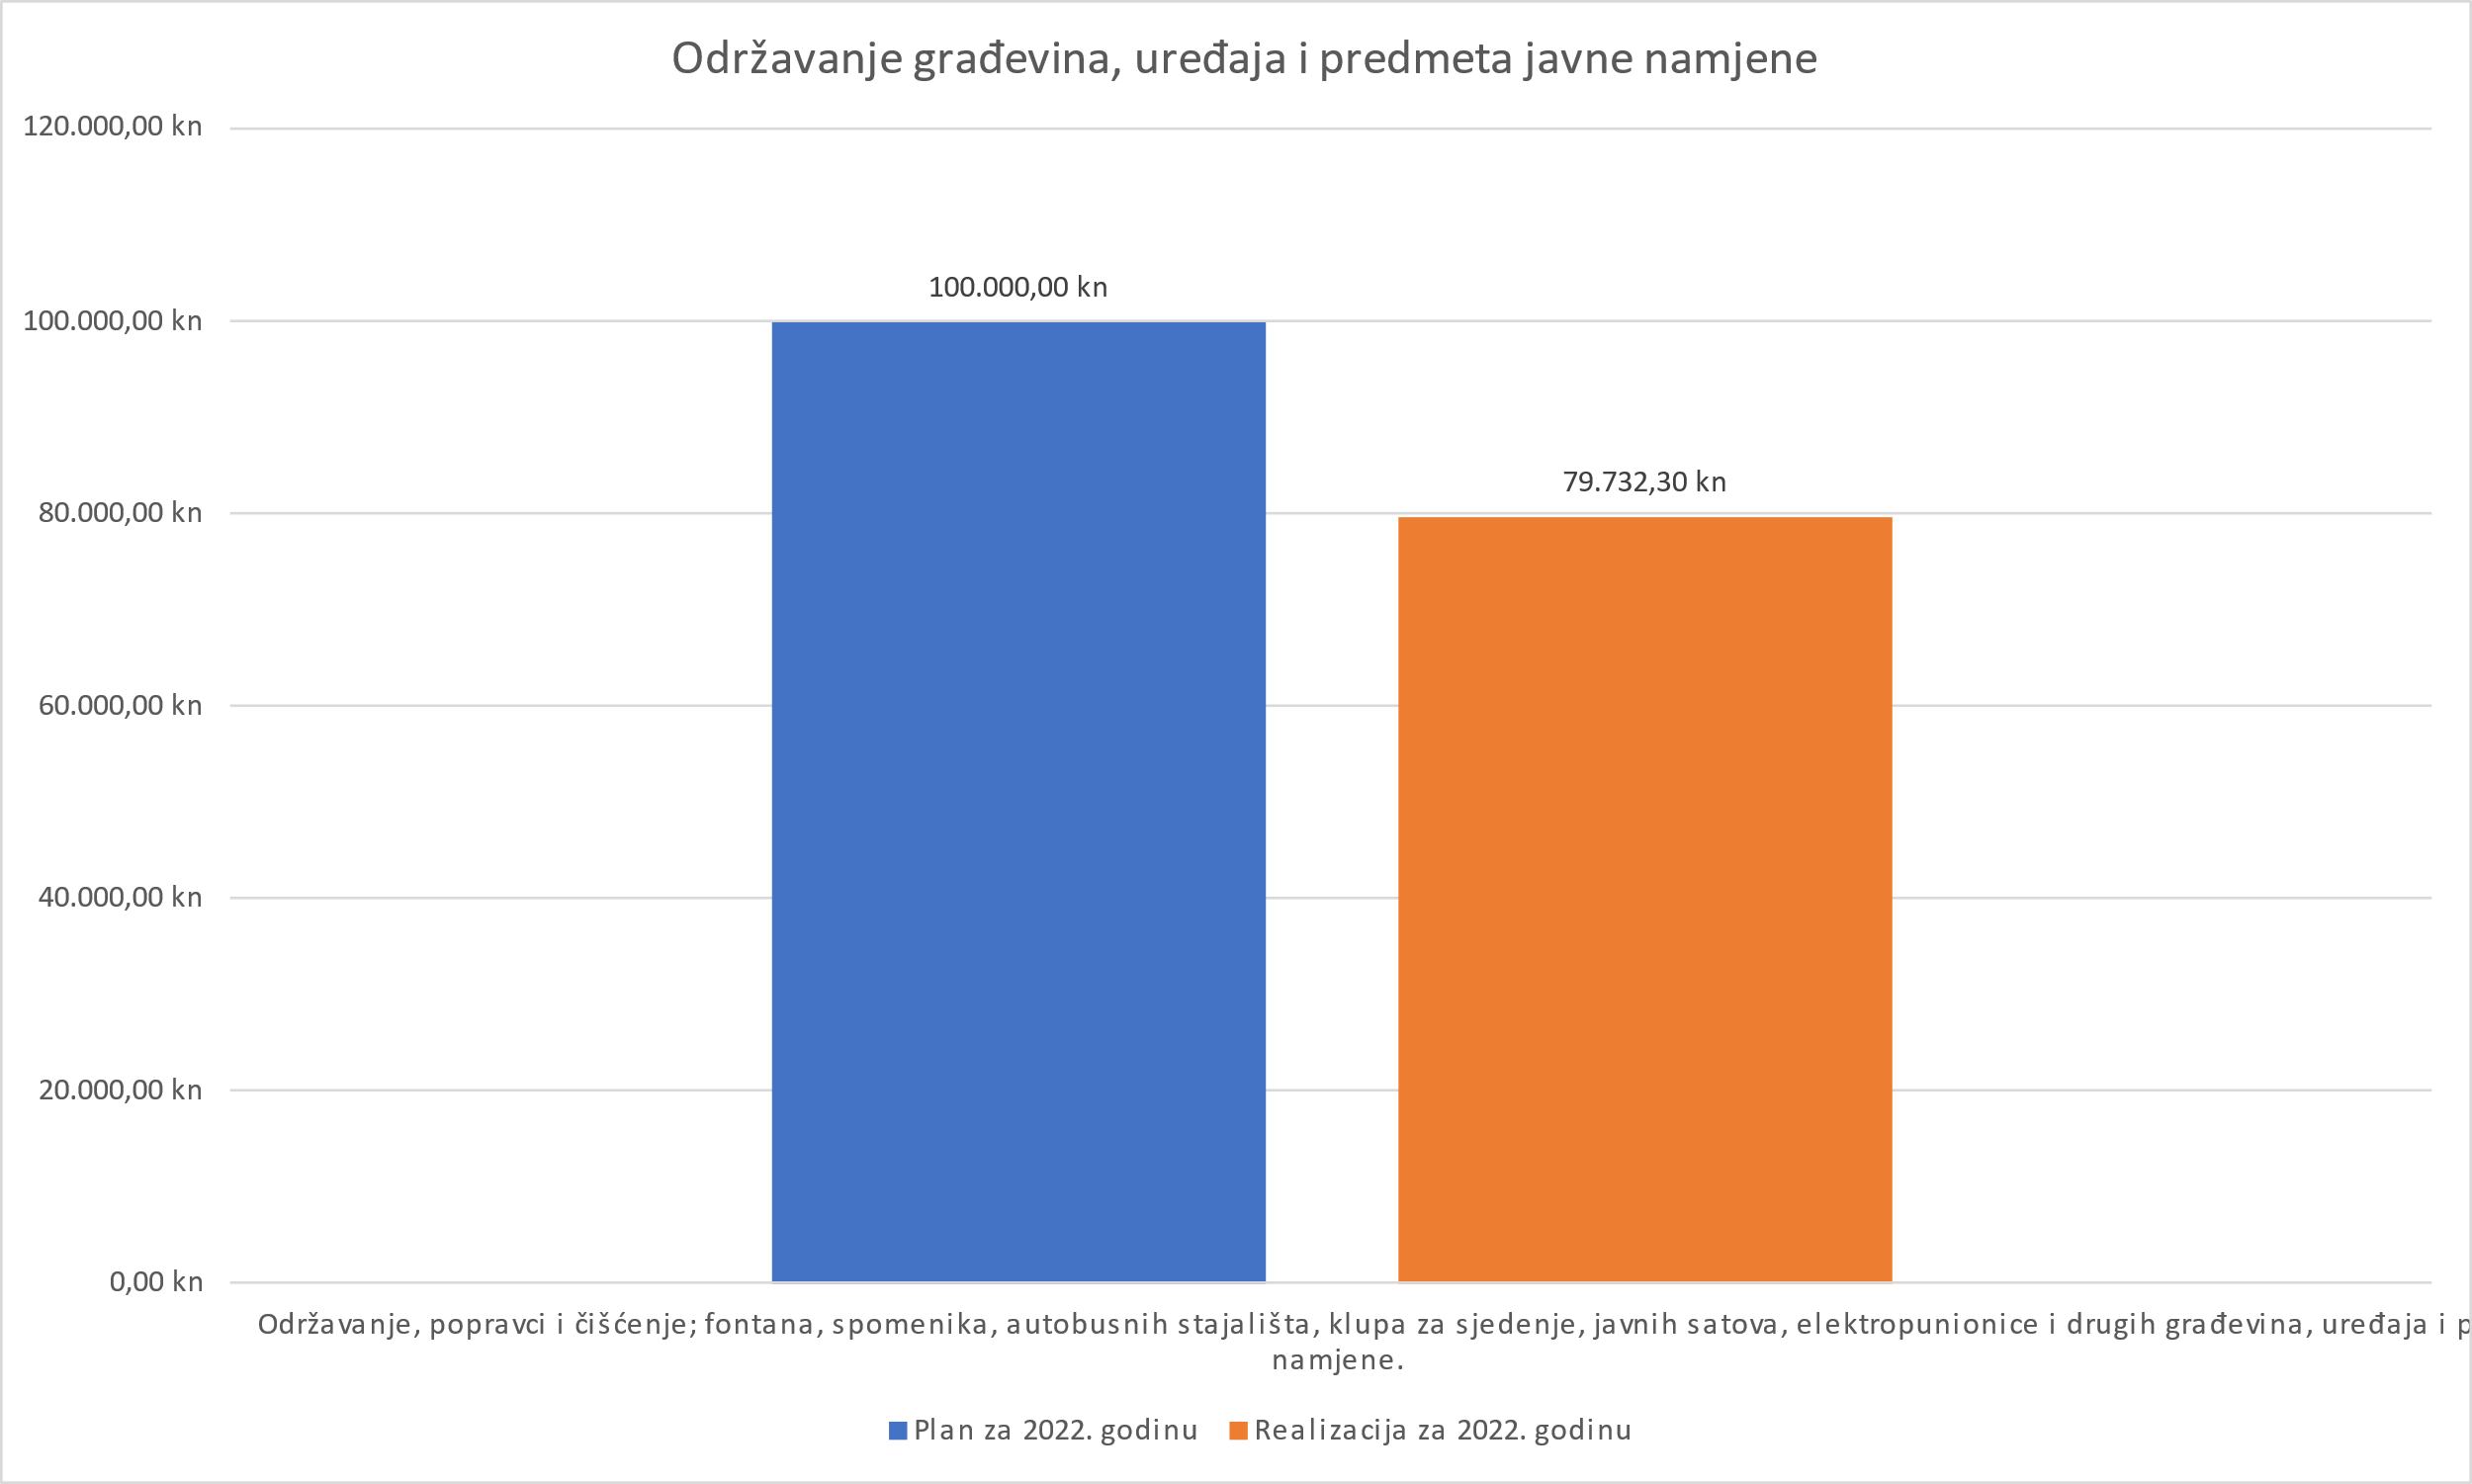 Održavanje građevina, uređaja i predmeta javne namjene
120.000,00 kn
100.000,00 kn
80.000,00 kn
60.000,00 kn
40.000,00 kn
20.000,00 kn
0,00 kn
100.000,00 kn
79.732,30 kn
Održavanje, popravci i čišćenje; fontana, spomenika, autobusnih stajališta, klupa za sjedenje, javnih satova, elektropunionice i drugih građevina, uređaja i
namjene.
Plan za 2022. godinu
Realizacija za 2022. godinu